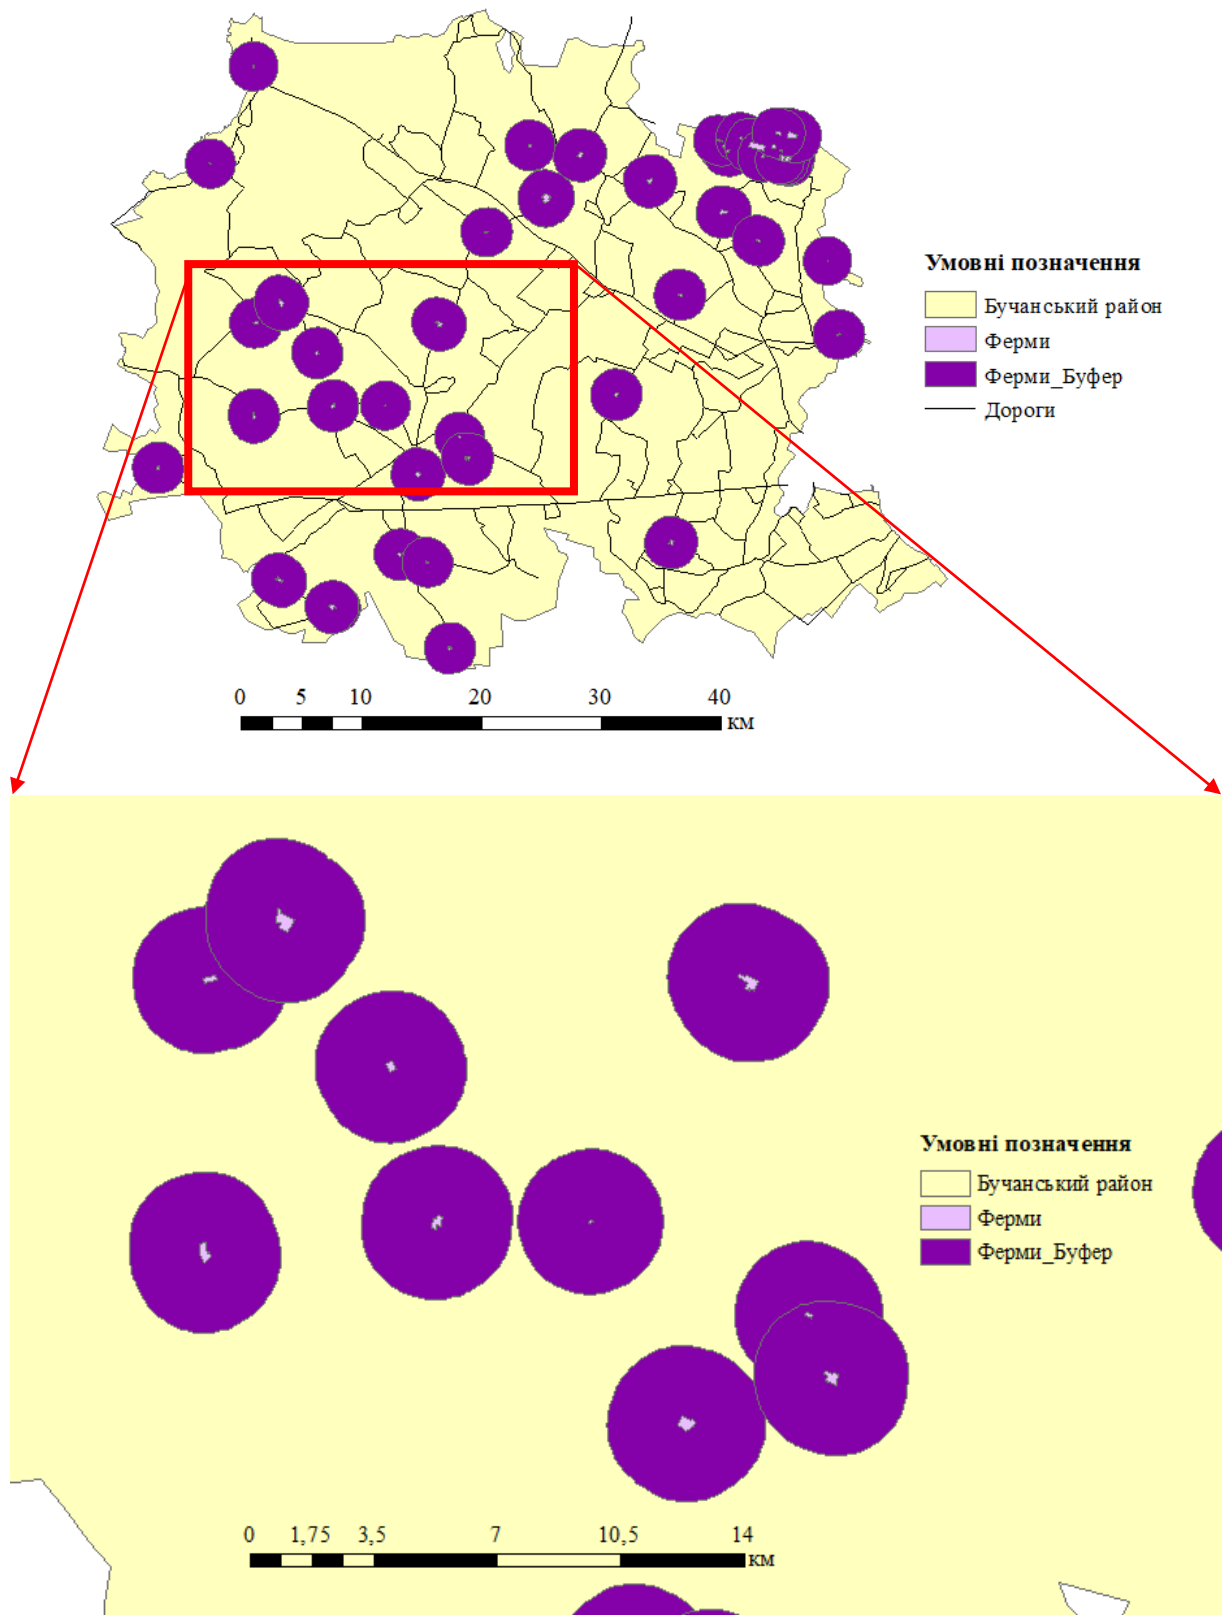 Умовні позначення
Бучанський район
Ферми
Ферми_Буфер
Дороги
0 5 10 20 30 40
км
Умовні позначення
Бучанський район
Ферми
Ферми_Буфер
0 1,75 3,5 7 10,5 14
км